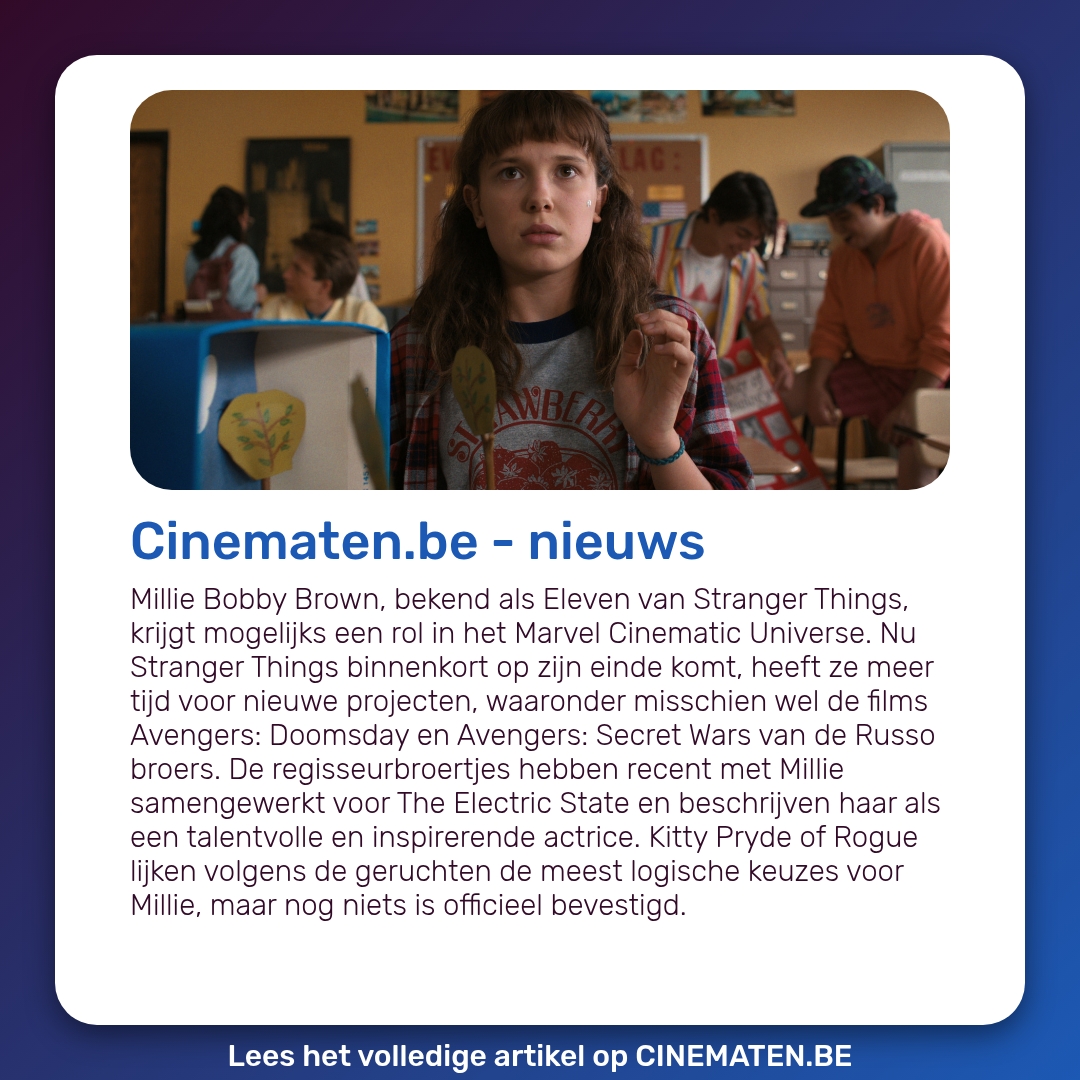 LAG:
STRAWBERRY
Cinematen.be - nieuws
Millie Bobby Brown, bekend als Eleven van Stranger Things,
krijgt mogelijks een rol in het Marvel Cinematic Universe. Nu
Stranger Things binnenkort op zijn einde komt, heeft ze meer
tijd voor nieuwe projecten, waaronder misschien wel de films
Avengers: Doomsday en Avengers: Secret Wars van de Russo
broers. De regisseurbroertjes hebben recent met Millie
samengewerkt voor The Electric State en beschrijven haar als
een talentvolle en inspirerende actrice. Kitty Pryde of Rogue
lijken volgens de geruchten de meest logische keuzes voor
Millie, maar nog niets is officieel bevestigd.
Lees het volledige artikel op CINEMATEN.BE